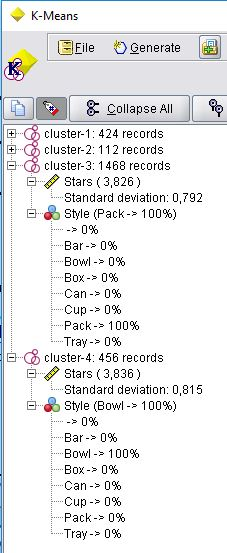 K-Means
File Generate
K
Collapse All
cluster-1: 424 records
cluster-2: 112 records
cluster-3: 1468 records
Stars ( 3,826 )
Standard deviation: 0,792
Style (Pack -> 100%)
-> 0%
Bar -> 0%
Bowl -> 0%
Box -> 0%
Can -> 0%
Cup -> 0%
Pack -> 100%
Tray -> 0%
cluster-4: 456 records
Stars ( 3,836 )
Standard deviation: 0,815
Style (Bowl -> 100%)
-> 0%
Bar -> 0%
Bowl -> 100%
Box -> 0%
Can -> 0%
Cup -> 0%
Pack -> 0%
Tray -> 0%